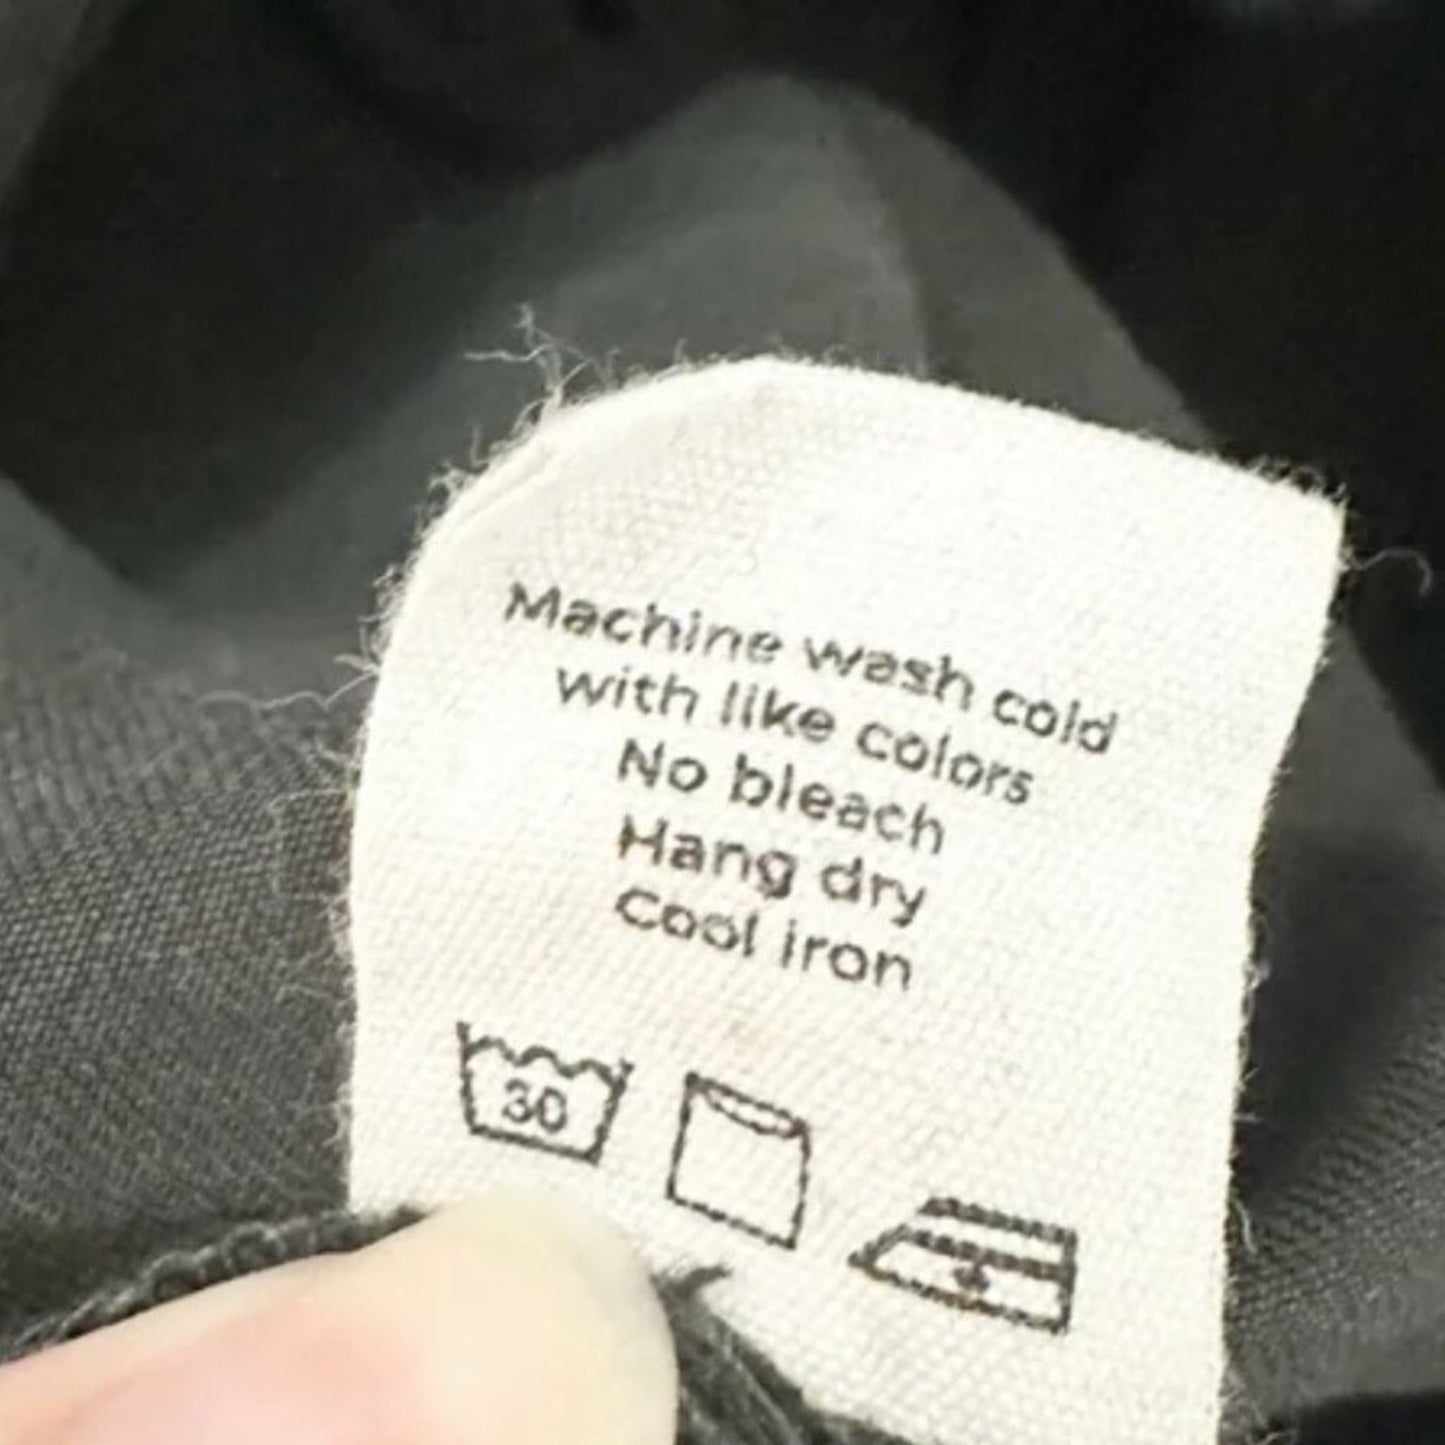 Machine wash cold
with like colors
No bleach
Hang dry
Cool iron
30